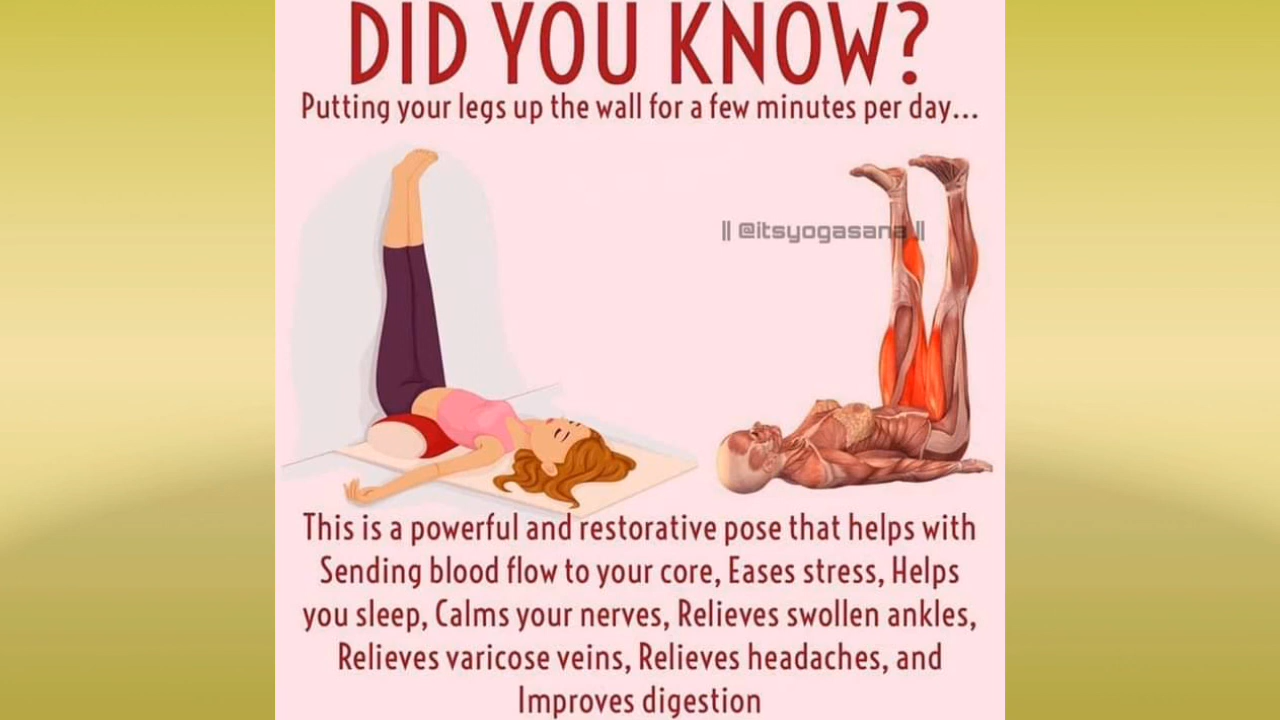 DID YOU KNOW?
Putting your legs up the wall for a few minutes per day...
|| @itsyogasana ||
This is a powerful and restorative pose that helps with
Sending blood flow to your core, Eases stress, Helps
you sleep, Calms your nerves, Relieves swollen ankles,
Relieves varicose veins, Relieves headaches, and
Improves digestion